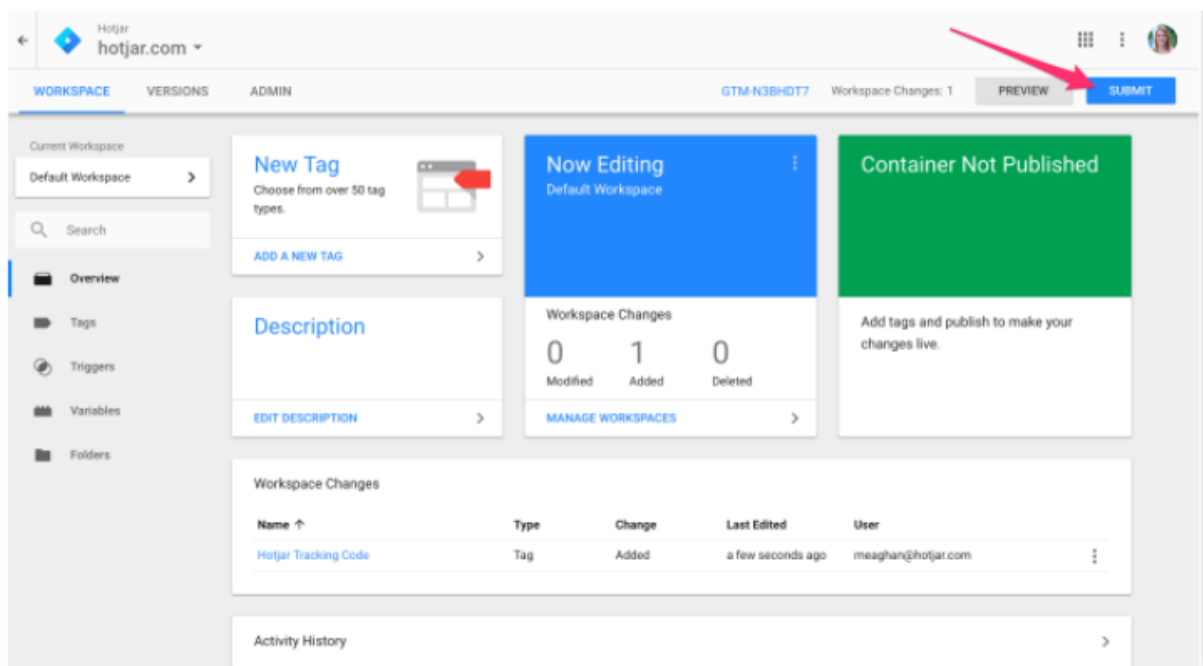 Hotjar
hotjar.com
WORKSPACE VERSIONS ADMIN GTM-N3BHDT7 Workspace Changes: 1 PREVIEW SUBMIT
Current Workspace
Default Workspace
Search
Overview
Tags
Triggers
Variables
Folders
New Tag
Choose from over 50 tag
types.
ADD A NEW TAG
Description
EDIT DESCRIPTION
Now Editing
Default Workspace
Workspace Changes
0 1 0
Modified Added Deleted
MANAGE WORKSPACES
Container Not Published
Add tags and publish to make your
changes live.
Workspace Changes
Name ↑ Type Change Last Edited User
Hotjar Tracking Code Tag Added a few seconds ago meaghan@hotjar.com
Activity History